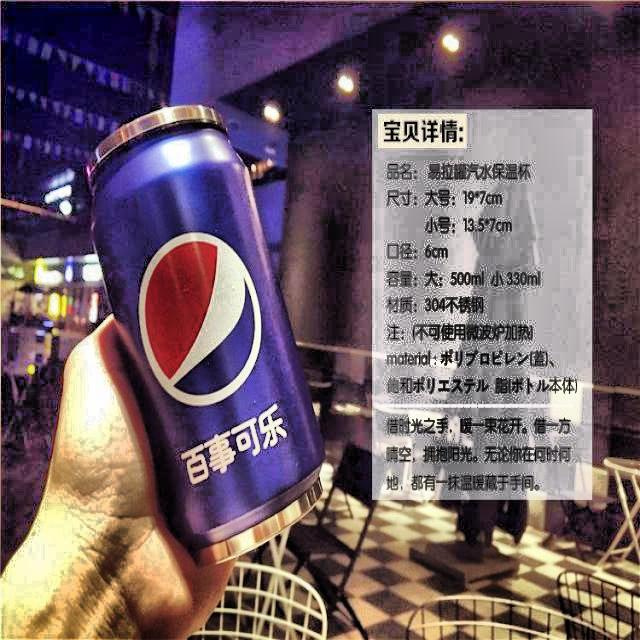 百事可乐
宝贝详情:
品名: 易拉罐汽水保温杯
尺寸: 大号: 19*7cm
小号: 13.5*7cm
口径: 6cm
容量: 大: 500ml 小 330ml
材质: 304不锈钢
注: (不可使用微波炉加热)
material : ポリプロピレン(蓋)、
飽和ポリエステル 脂(ボトル本体)
借时光之手, 暖一束花开。借一方
晴空, 拥抱阳光。无论你在何时何
地, 都有一抹温暖藏于手间。